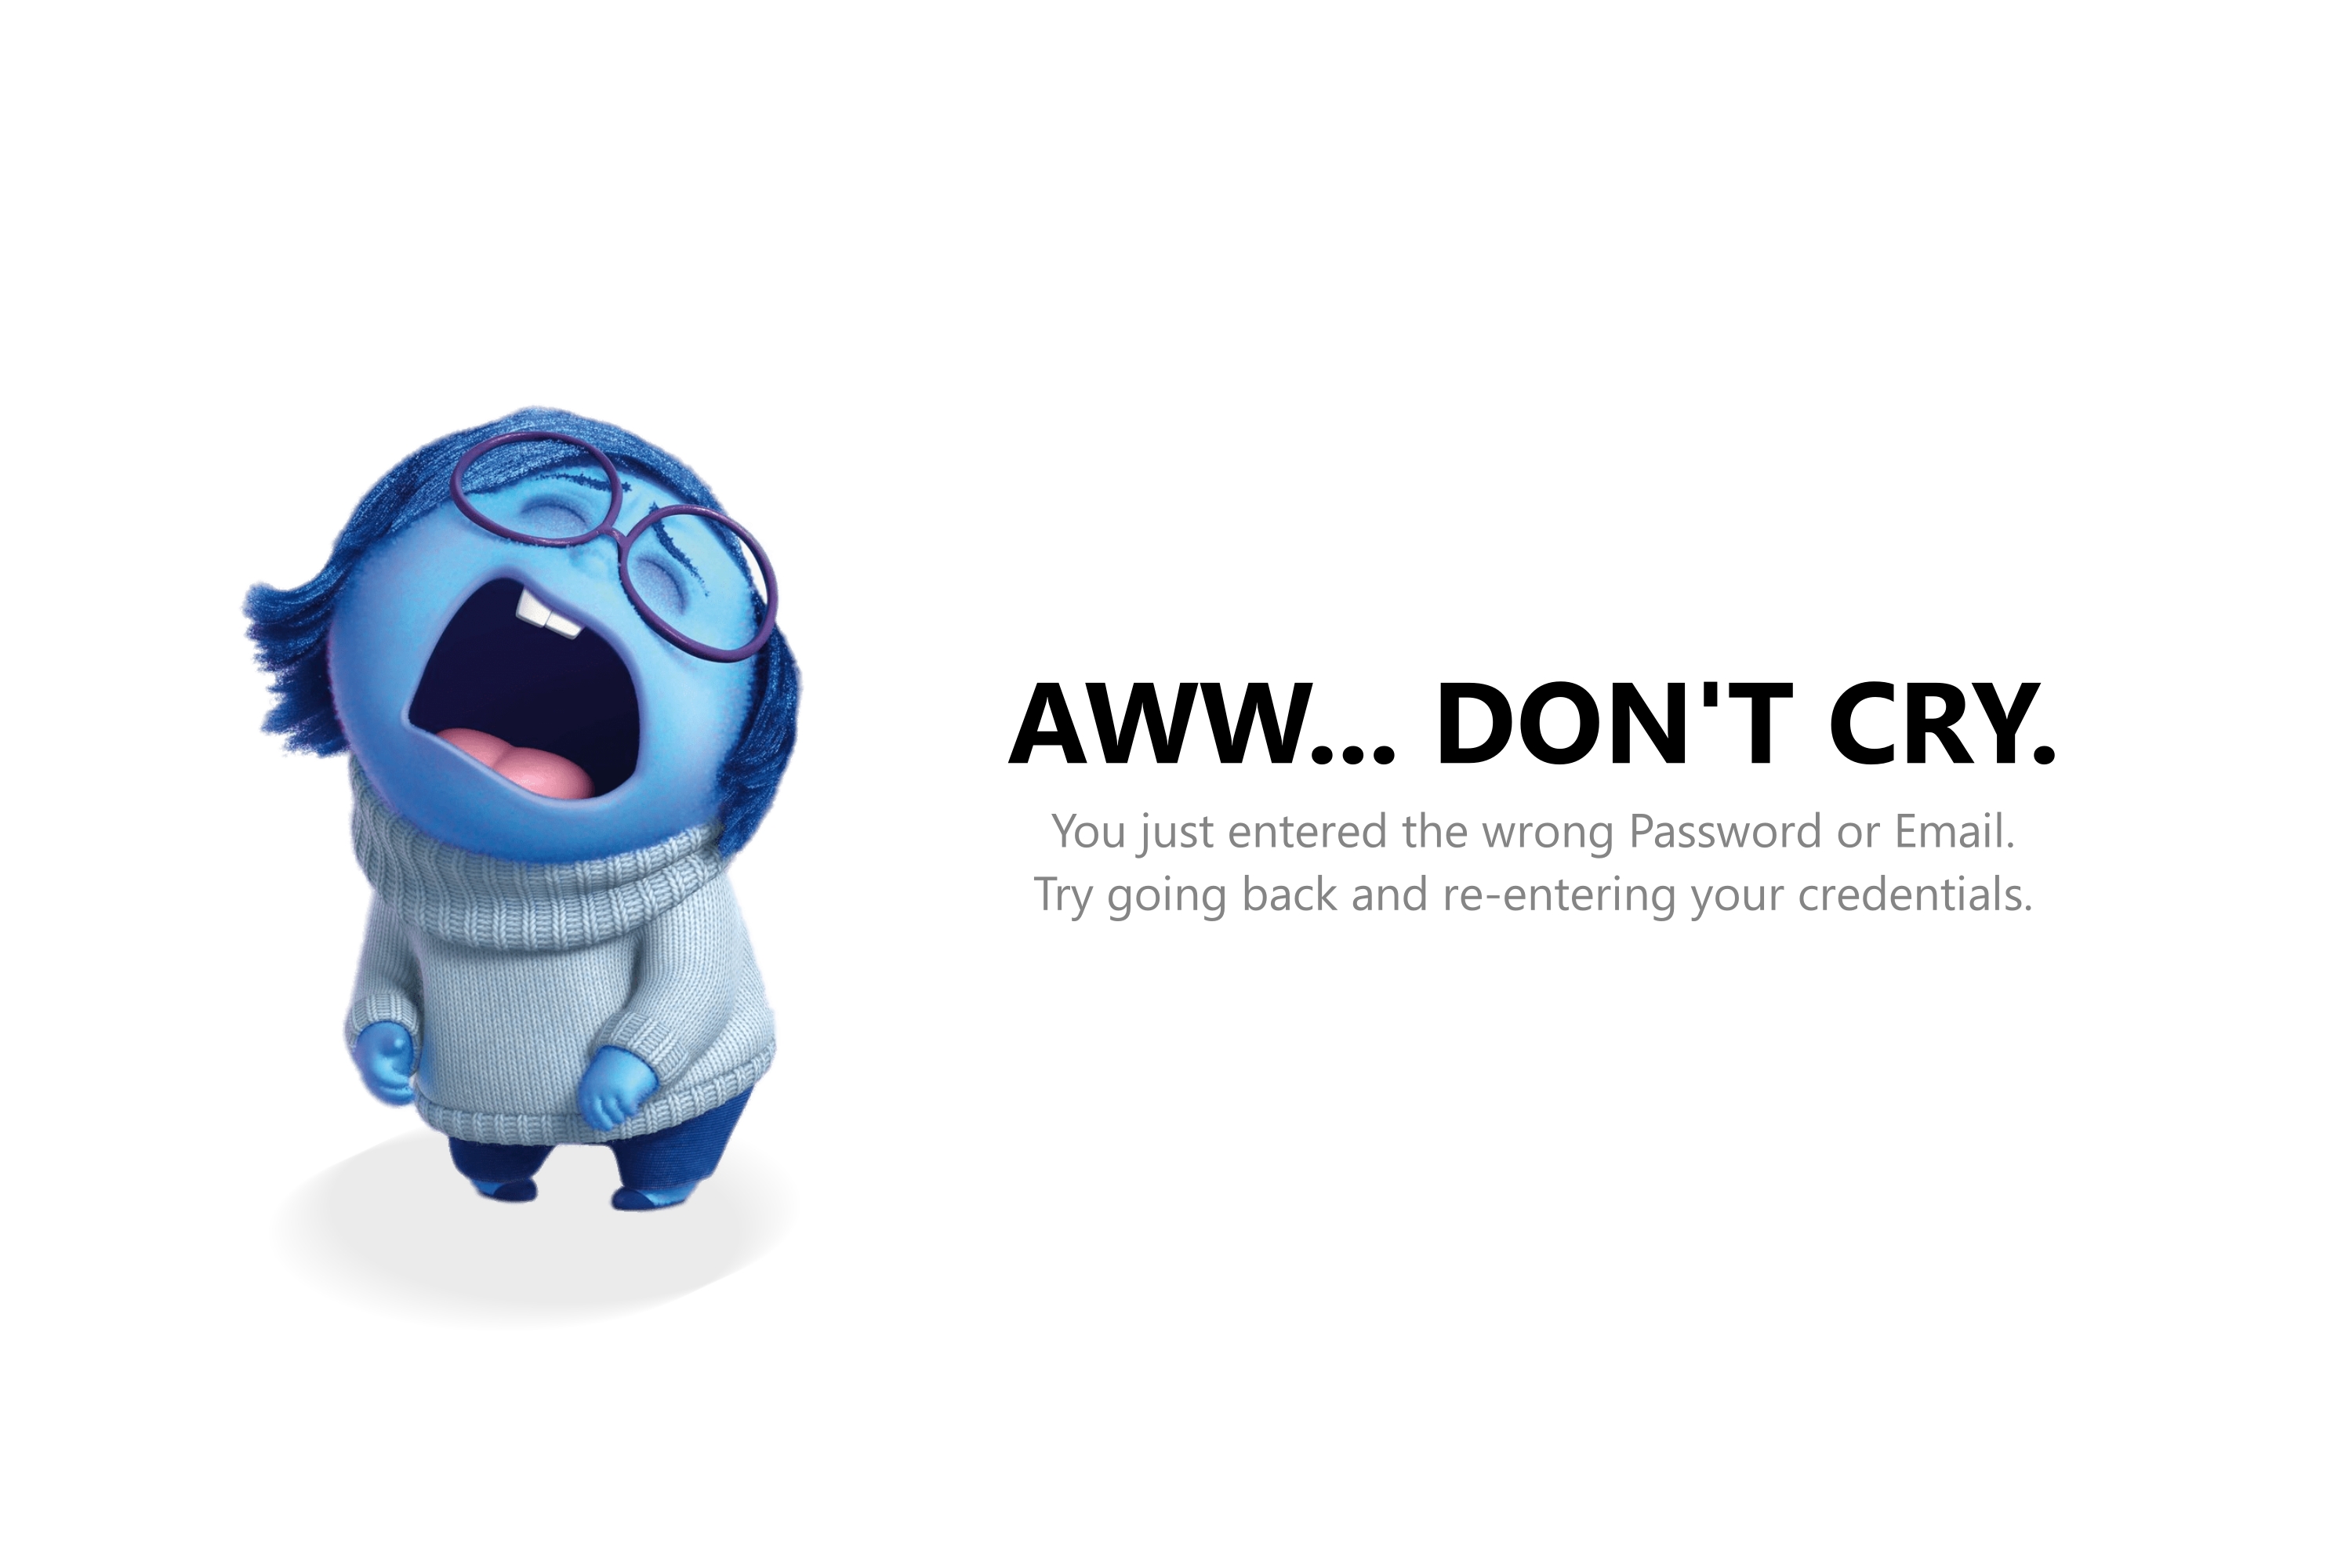 AWW... DON'T CRY.
You just entered the wrong Password or Email.
Try going back and re-entering your credentials.